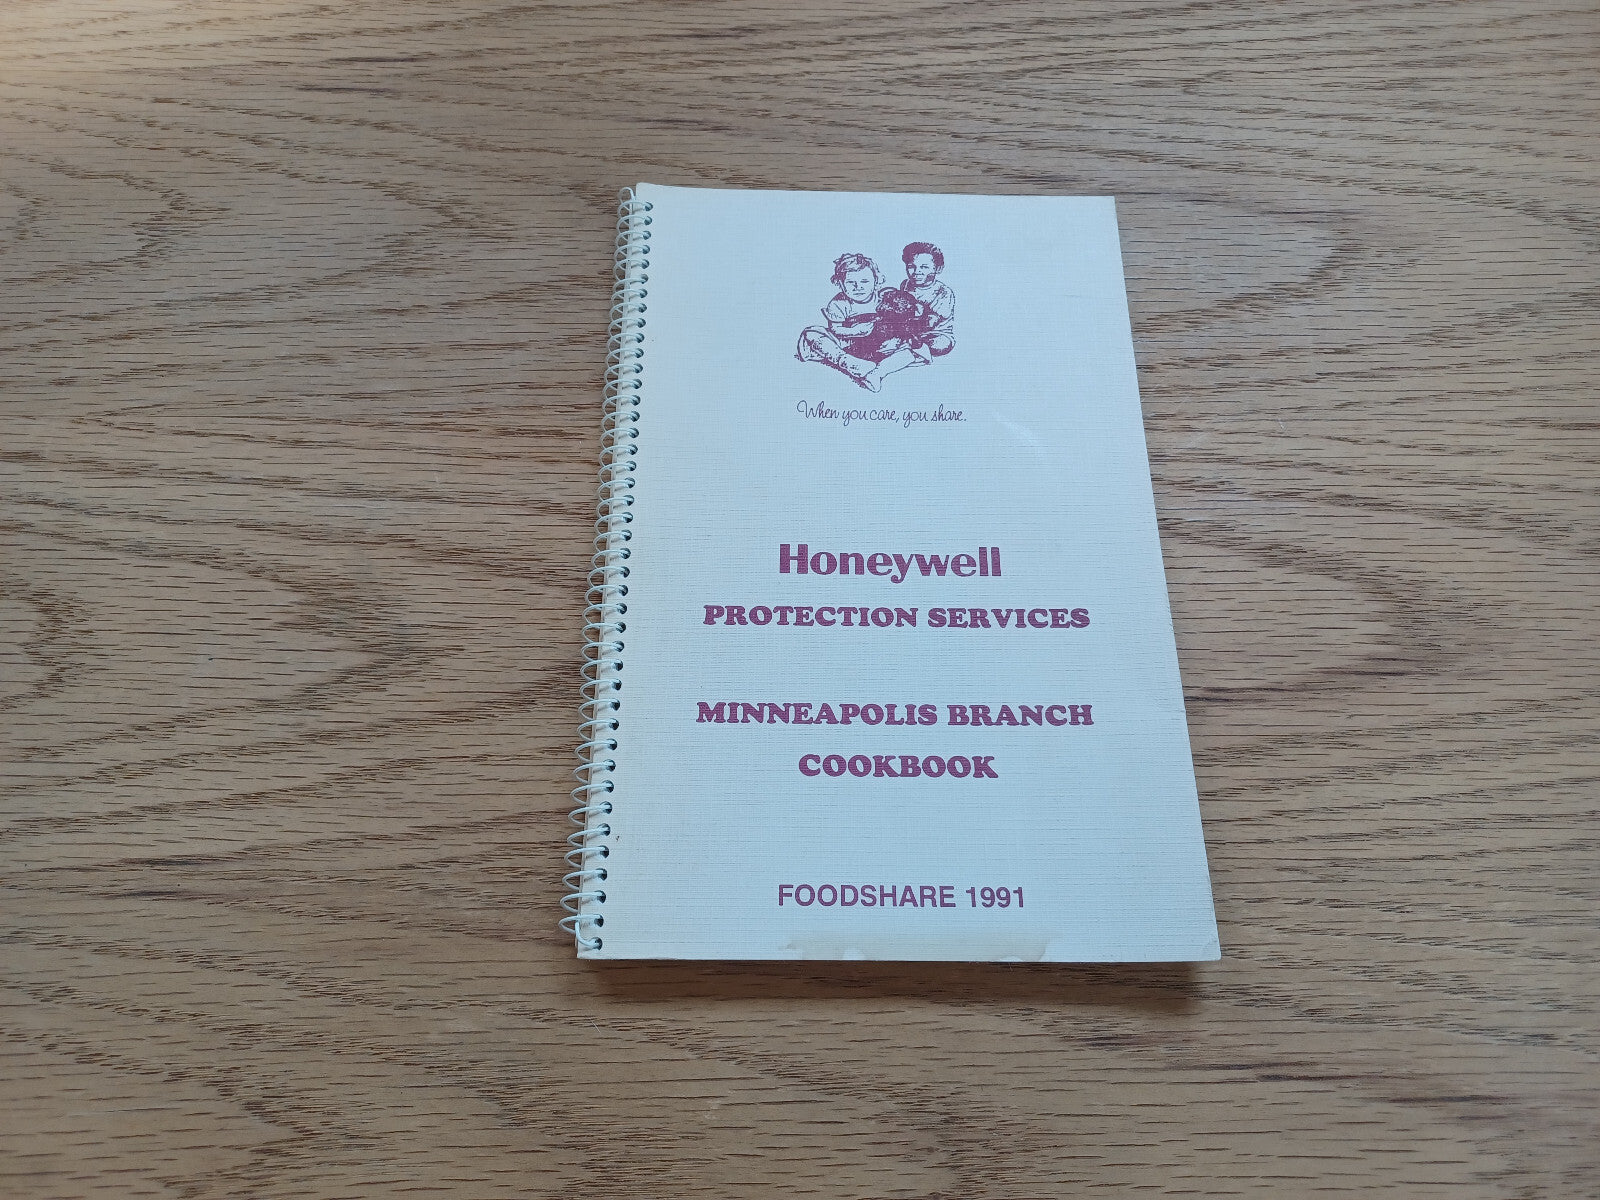 When you care, you share.
Honeywell
PROTECTION SERVICES
MINNEAPOLIS BRANCH
COOKBOOK
FOODSHARE 1991